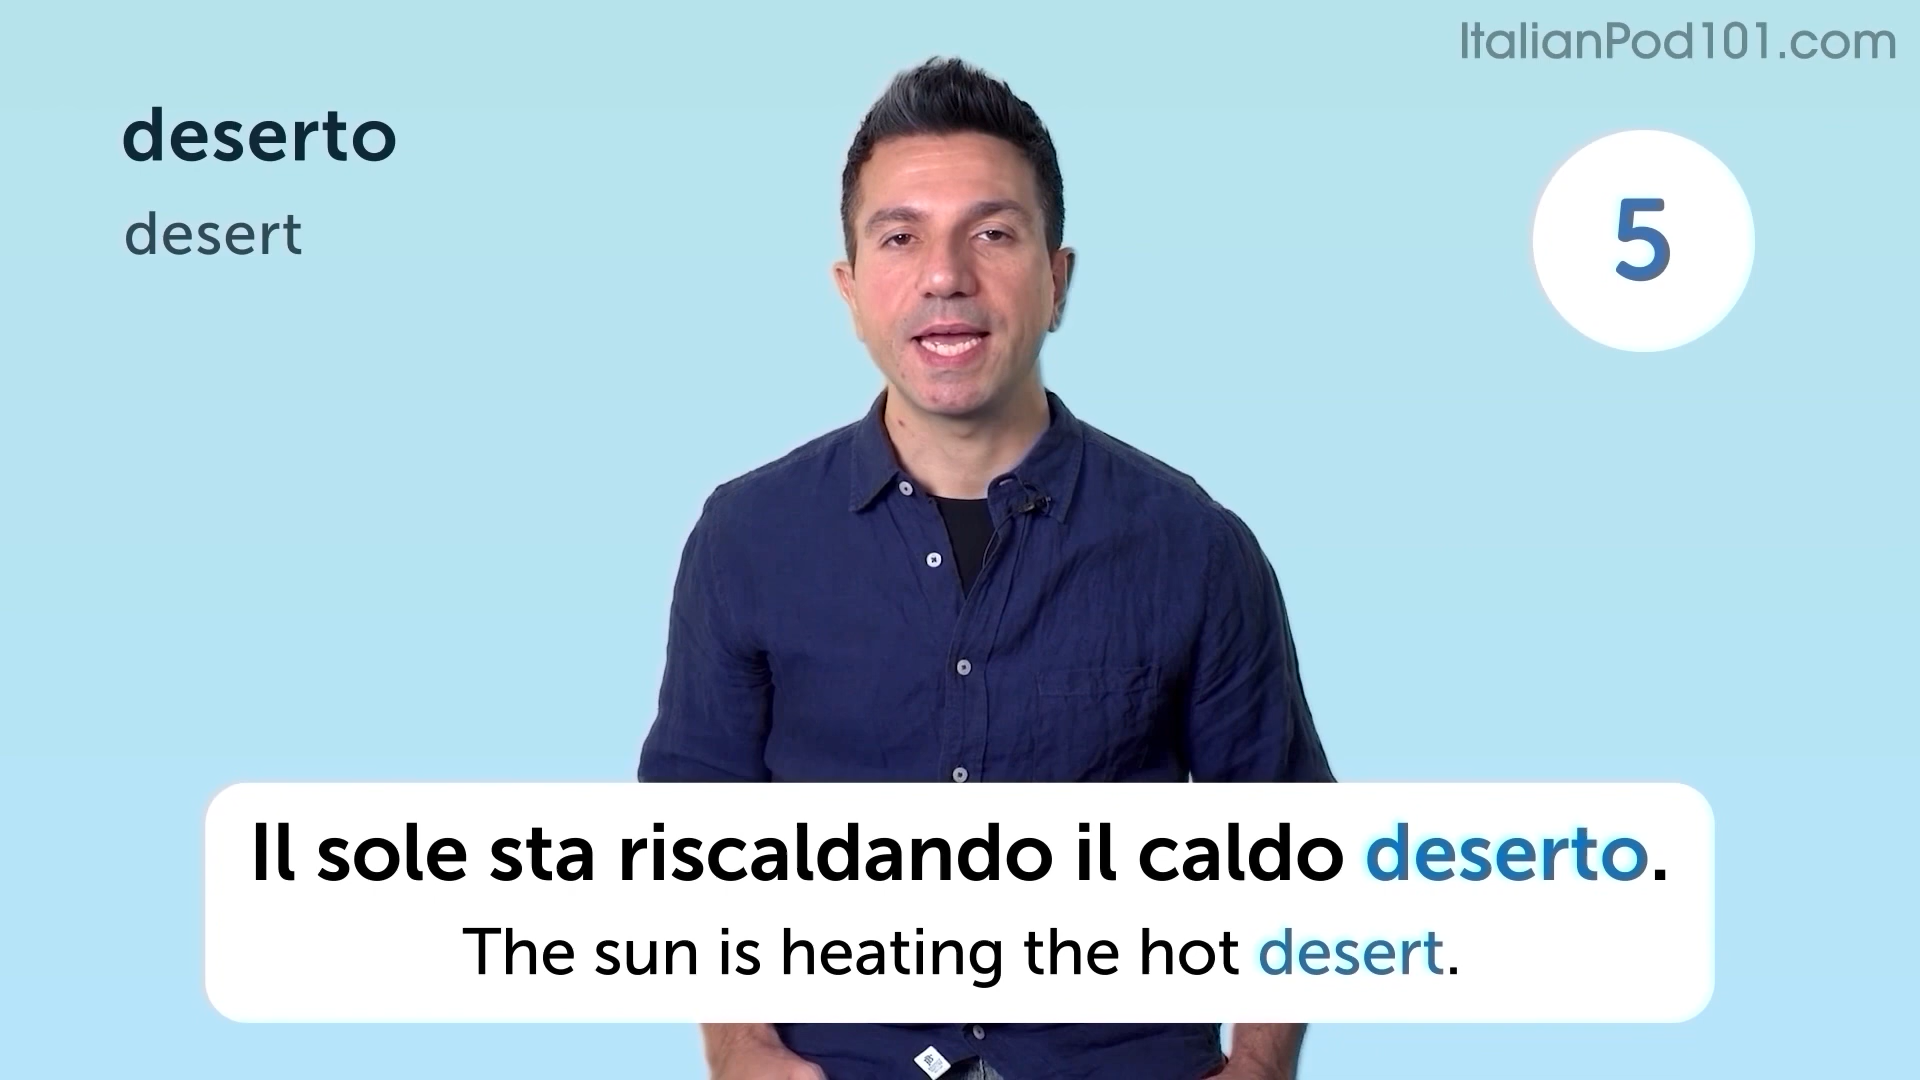 ItalianPod101.com
deserto
desert
5
Il sole sta riscaldando il caldo deserto.
The sun is heating the hot desert.